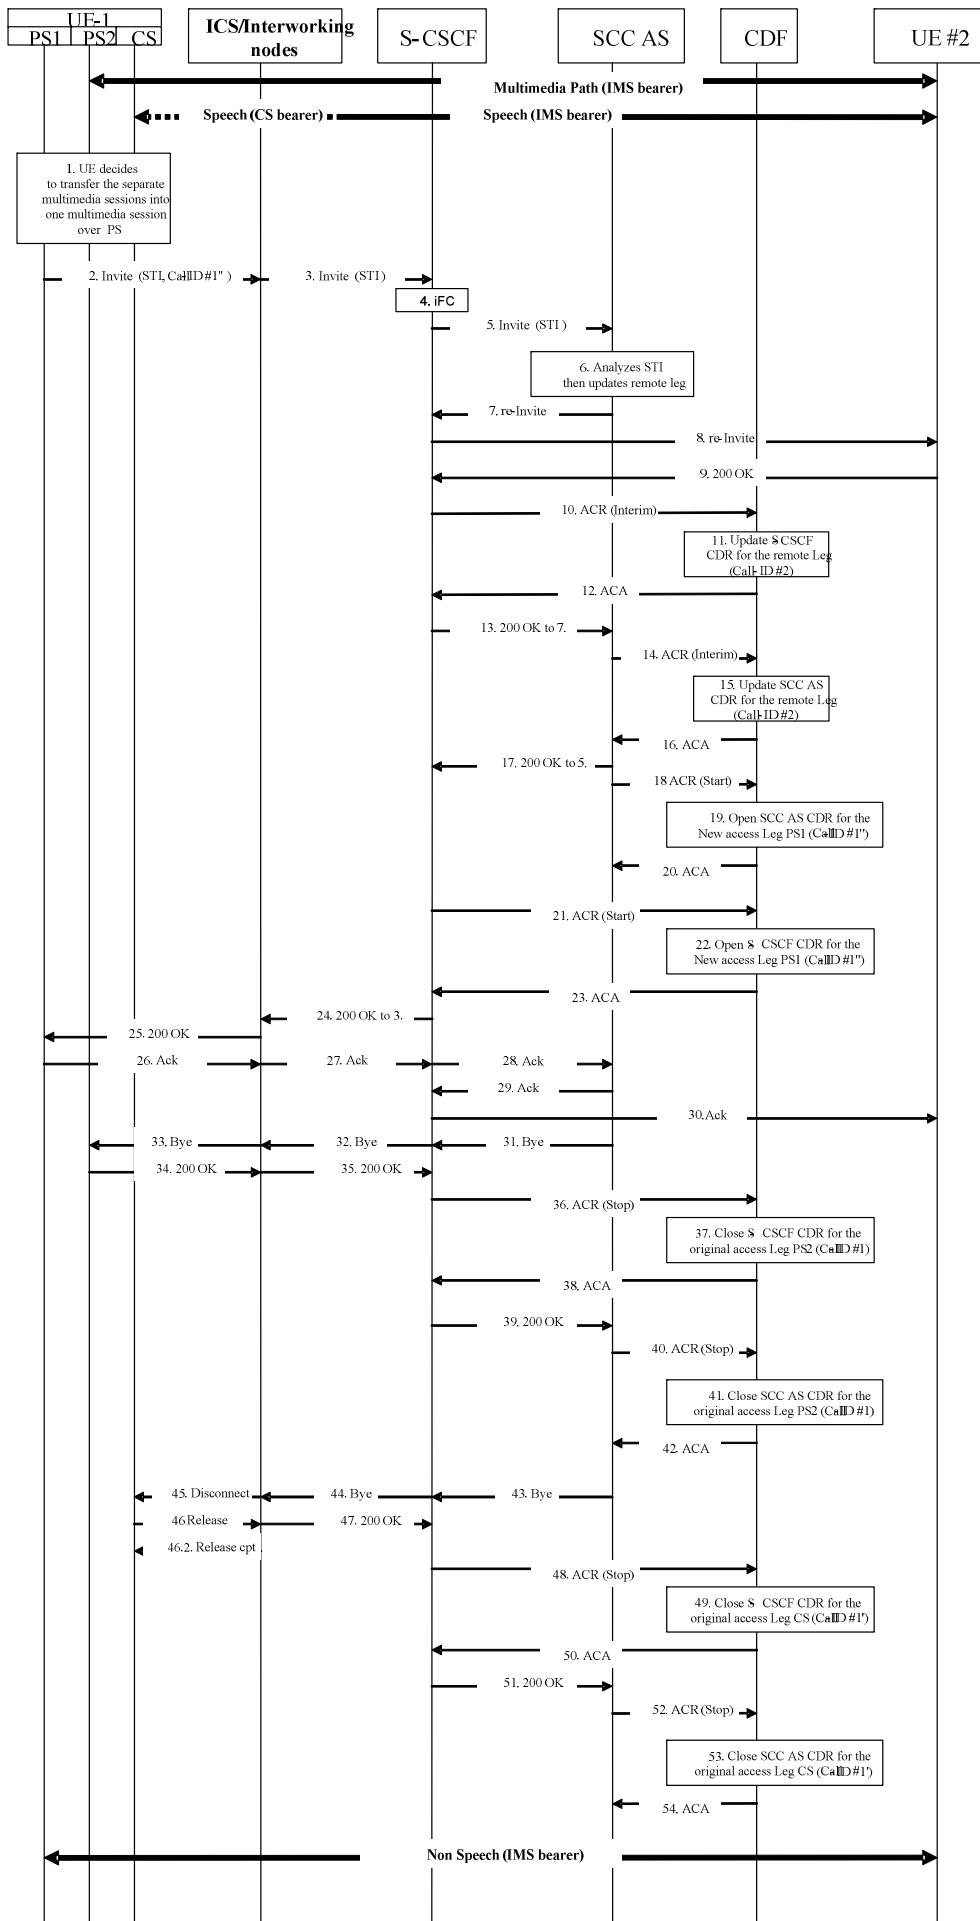 UE-1
PS1 PS2 CS
ICS/Interworking
nodes
S-CSCF
SCC AS
CDF
UE #2
Multimedia Path (IMS bearer)
Speech (CS bearer)
Speech (IMS bearer)
1. UE decides
to transfer the separate
multimedia sessions into
one multimedia session
over PS
2. Invite (STI, Call-ID #1'')
3. Invite (STI)
4. iFC
5. Invite (STI)
6. Analyzes STI
then updates remote leg
7. re-Invite
8. re-Invite
9. 200 OK
10. ACR (Interim)
11. Update S-CSCF
CDR for the remote Leg
(Call-ID #2)
12. ACA
13. 200 OK to 7.
14. ACR (Interim)
15. Update SCC AS
CDR for the remote Leg
(Call-ID #2)
16. ACA
17. 200 OK to 5.
18 ACR (Start)
19. Open SCC AS CDR for the
New access Leg PS1 (Call-ID #1'')
20. ACA
21. ACR (Start)
22. Open S-CSCF CDR for the
New access Leg PS1 (Call-ID #1'')
23. ACA
24. 200 OK to 3.
25. 200 OK
26. Ack
27. Ack
28. Ack
29. Ack
30. Ack
33. Bye
32. Bye
31. Bye
34. 200 OK
35. 200 OK
36. ACR (Stop)
37. Close S-CSCF CDR for the
original access Leg PS2 (Call-ID #1)
38. ACA
39. 200 OK
40. ACR (Stop)
41. Close SCC AS CDR for the
original access Leg PS2 (Call-ID #1)
42. ACA
45. Disconnect
44. Bye
43. Bye
46 Release
47. 200 OK
46.2. Release cpt .
48. ACR (Stop)
49. Close S-CSCF CDR for the
original access Leg CS (Call-ID #1')
50. ACA
51. 200 OK
52. ACR (Stop)
53. Close SCC AS CDR for the
original access Leg CS (Call-ID #1')
54. ACA
Non Speech (IMS bearer)